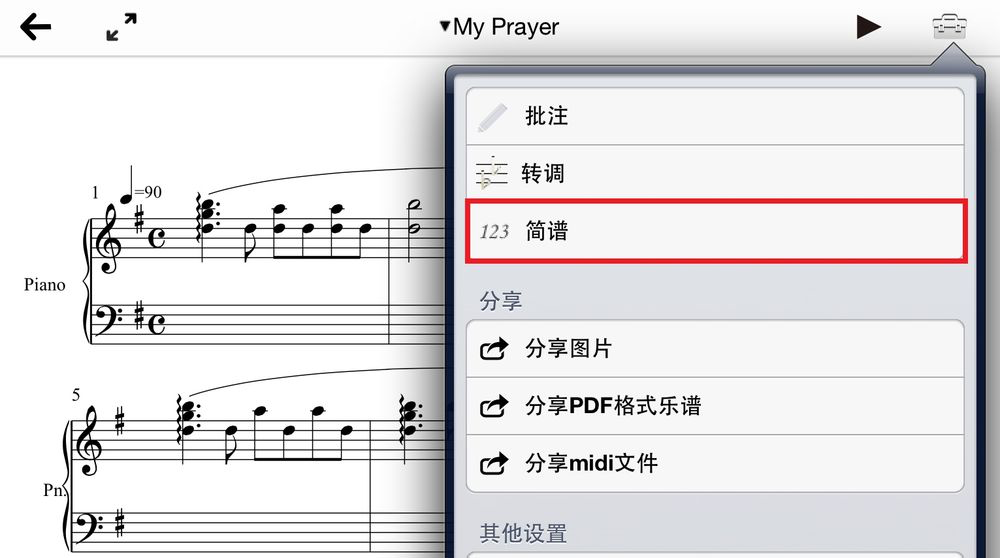 My Prayer
批注
转调
123 简谱
分享
分享图片
分享PDF格式乐谱
分享midi文件
其他设置
1 =90
Piano
5
Pn.